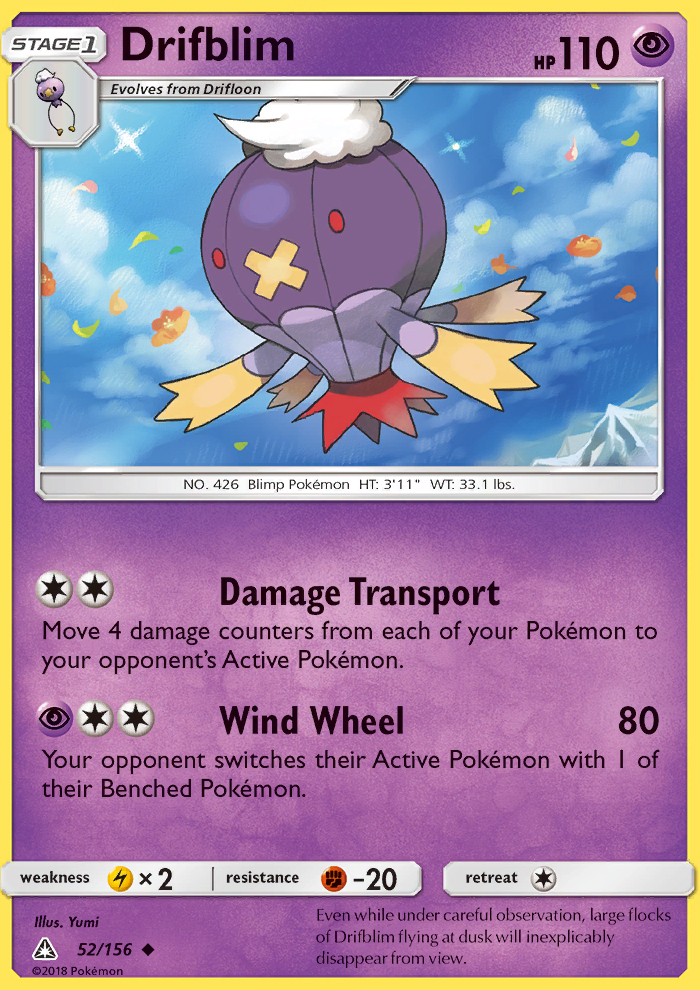 STAGE1
Drifblim
HP110
Evolves from Drifloon
NO. 426 Blimp Pokémon HT: 3'11" WT: 33.1 lbs.
Damage Transport
Move 4 damage counters from each of your Pokémon to
your opponent's Active Pokémon.
Wind Wheel 80
Your opponent switches their Active Pokémon with 1 of
their Benched Pokémon.
weakness ×2 resistance -20 retreat
Illus. Yumi
52/156
©2018 Pokémon
Even while under careful observation, large flocks
of Drifblim flying at dusk will inexplicably
disappear from view.